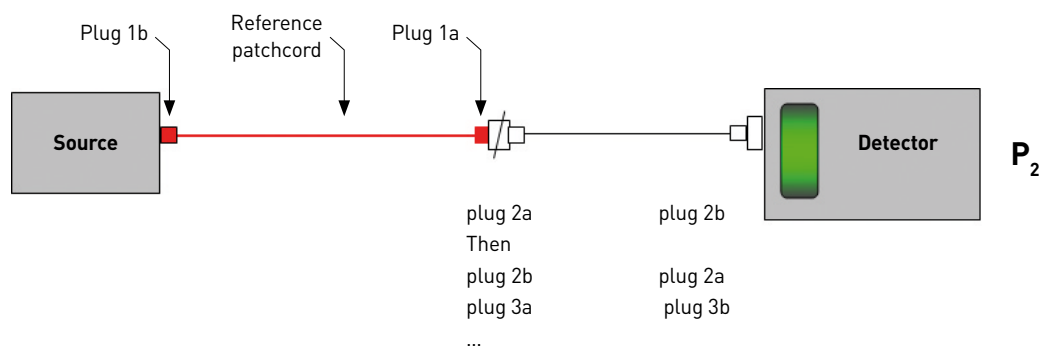 Plug 1b
Reference
patchcord
Plug 1a
Source
Detector
P2
plug 2a plug 2b
Then
plug 2b plug 2a
plug 3a plug 3b
...